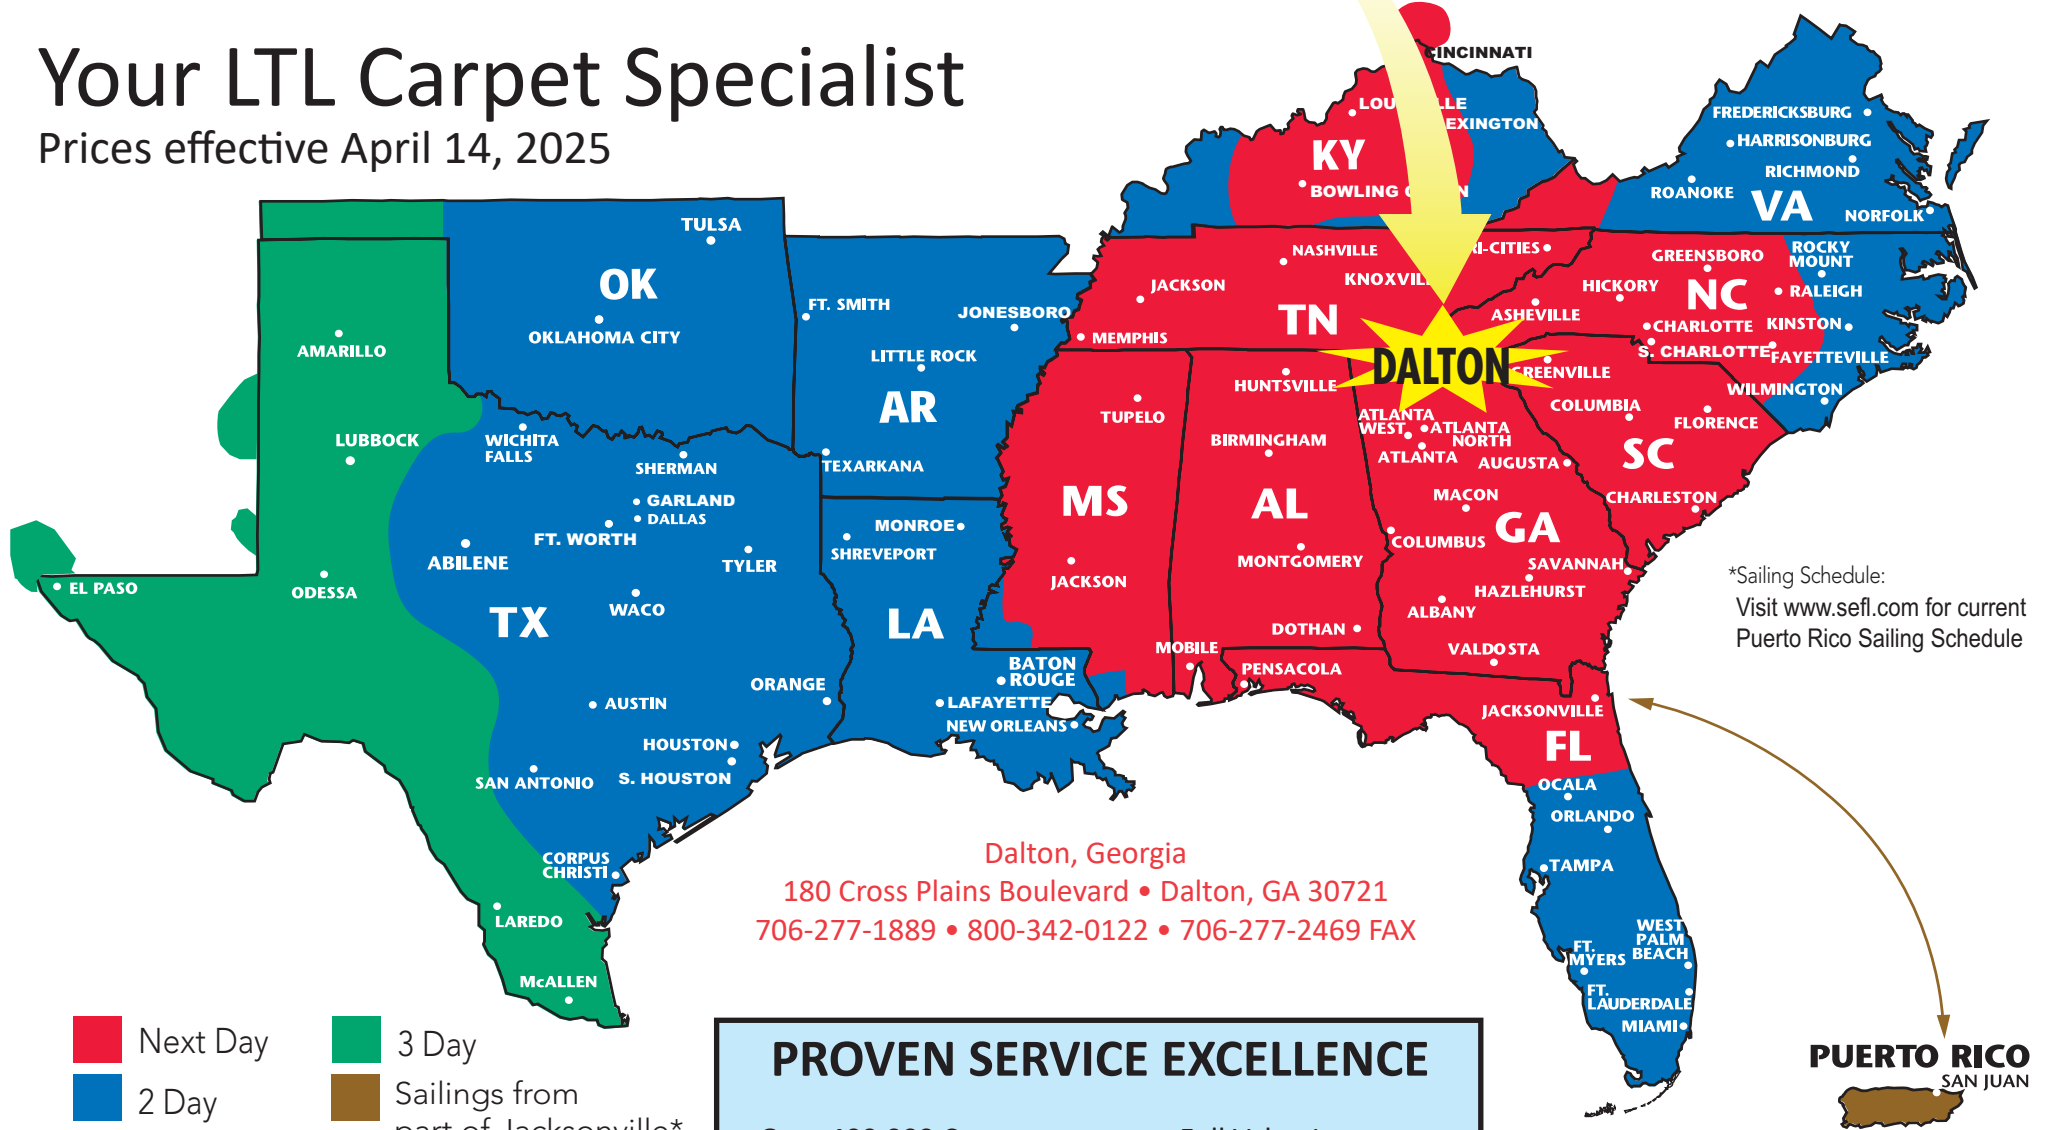 Your LTL Carpet Specialist
Prices effective April 14, 2025
CINCINNATI
KY
BOWLING
FREDERICKSBURG
HARRISONBURG
RICHMOND
ROANOKE
VA
NORFOLK
TULSA
OK
OKLAHOMA CITY
AMARILLO
LUBBOCK
WICHITA
FALLS
SHERMAN
GARLAND
DALLAS
FT. WORTH
ABILENE
TYLER
EL PASO
ODESSA
WACO
TX
ORANGE
AUSTIN
HOUSTON
S. HOUSTON
SAN ANTONIO
CORPUS
CHRISTI
LAREDO
McALLEN
FT. SMITH
JONESBORO
LITTLE ROCK
AR
TEXARKANA
MONROE
SHREVEPORT
LA
BATON
ROUGE
LAFAYETTE
NEW ORLEANS
NASHVILLE
JACKSON
TN
MEMPHIS
DALTON
GREENSBORO
HICKORY
NC
ROCKY
MOUNT
RALEIGH
ASHEVILLE
CHARLOTTE
KINSTON
S. CHARLOTTE
FAYETTEVILLE
WILMINGTON
GREENVILLE
COLUMBIA
FLORENCE
SC
CHARLESTON
TUPELO
MS
JACKSON
HUNTSVILLE
BIRMINGHAM
AL
MONTGOMERY
DOTHAN
MOBILE
ATLANTA
WEST
ATLANTA
NORTH
ATLANTA
AUGUSTA
MACON
GA
COLUMBUS
SAVANNAH
HAZLEHURST
ALBANY
VALDOSTA
PENSACOLA
JACKSONVILLE
FL
OCALA
ORLANDO
TAMPA
WEST
PALM
BEACH
FT.
MYERS
FT.
LAUDERDALE
MIAMI
*Sailing Schedule:
Visit www.sefl.com for current
Puerto Rico Sailing Schedule
Dalton, Georgia
180 Cross Plains Boulevard • Dalton, GA 30721
706-277-1889 • 800-342-0122 • 706-277-2469 FAX
Next Day
3 Day
2 Day
Sailings from
part of Jacksonville*
PROVEN SERVICE EXCELLENCE
PUERTO RICO
SAN JUAN